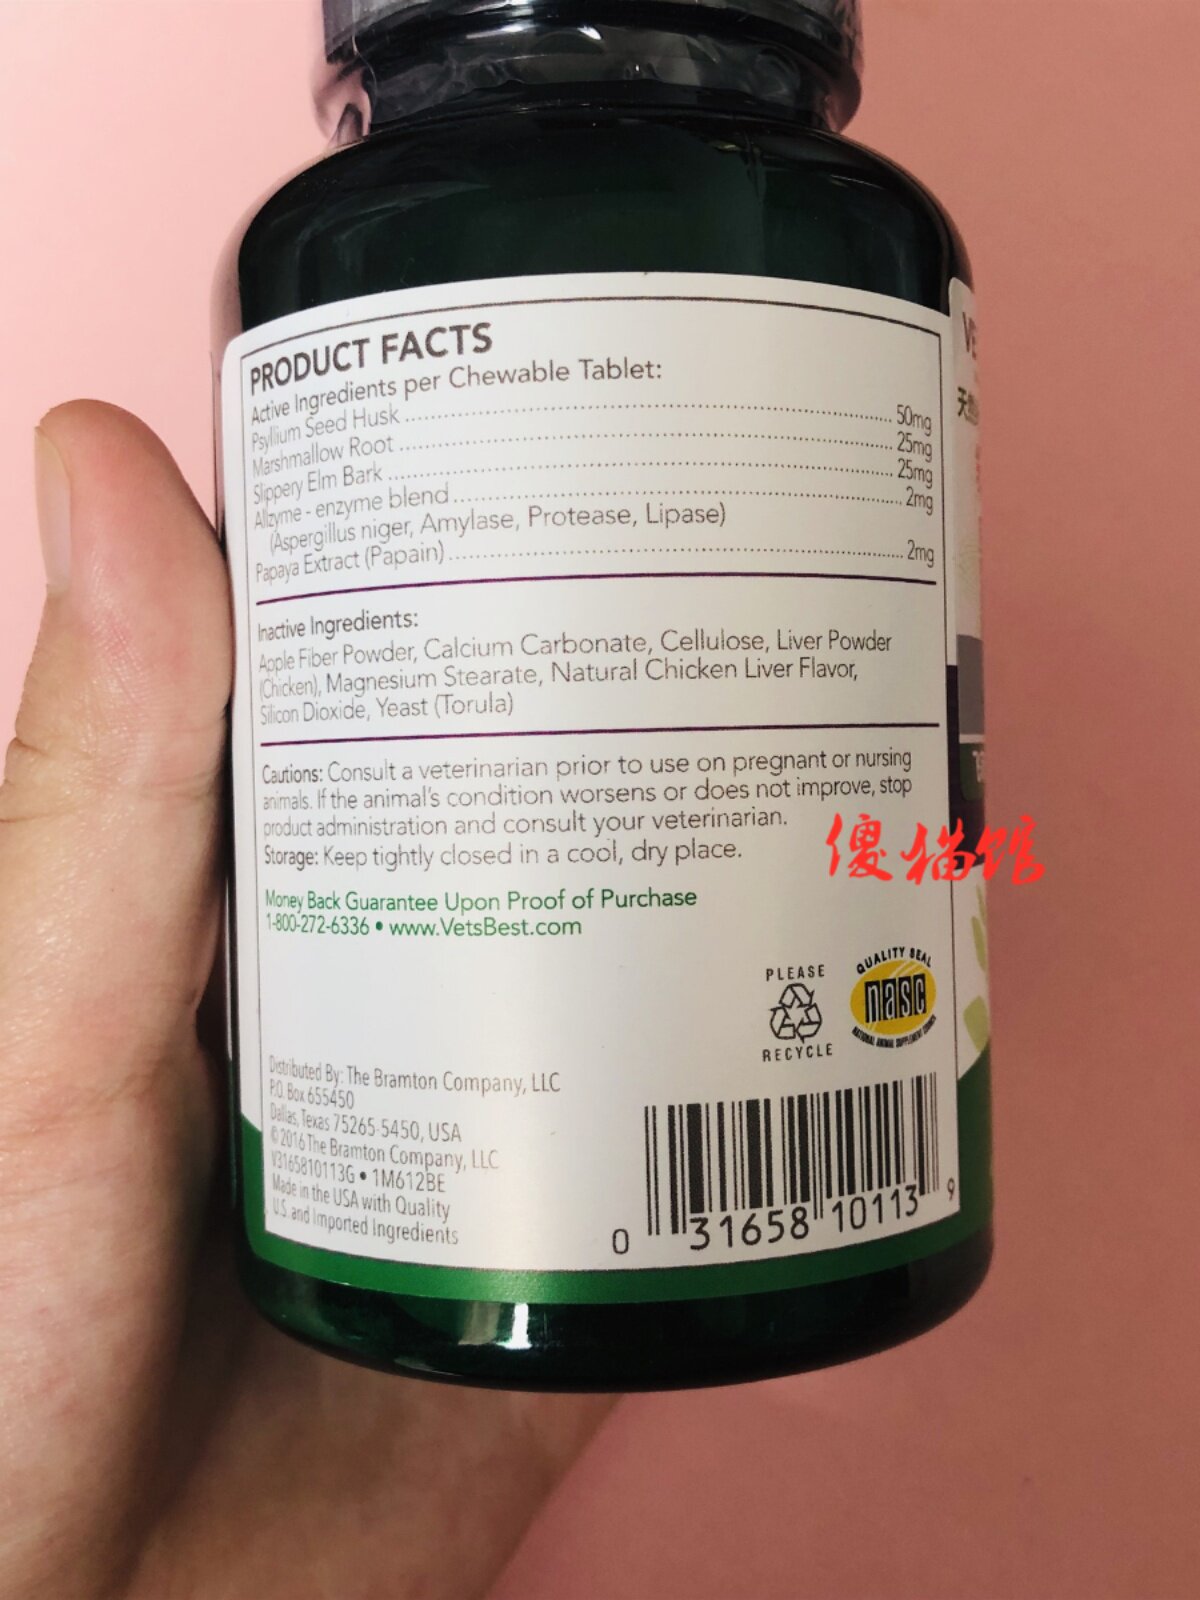 PRODUCT FACTS
Active Ingredients per Chewable Tablet:
Psyllium Seed Husk ........ 50mg
Marshmallow Root ........ 25mg
Slippery Elm Bark ........ 25mg
Allzyme - enzyme blend ........ 2mg
(Aspergillus niger, Amylase, Protease, Lipase)
Papaya Extract (Papain) ........ 2mg
Inactive Ingredients:
Apple Fiber Powder, Calcium Carbonate, Cellulose, Liver Powder
(Chicken), Magnesium Stearate, Natural Chicken Liver Flavor,
Silicon Dioxide, Yeast (Torula)
Cautions: Consult a veterinarian prior to use on pregnant or nursing
animals. If the animal's condition worsens or does not improve, stop
product administration and consult your veterinarian.
Storage: Keep tightly closed in a cool, dry place.
傻猫馆
Money Back Guarantee Upon Proof of Purchase
1-800-272-6336 • www.VetsBest.com
PLEASE
RECYCLE
QUALITY SEAL
nasc
NATIONAL ANIMAL SUPPLEMENT COUNCIL
Distributed By: The Bramton Company, LLC
P.O. Box 655450
Dallas, Texas 75265-5450, USA
© 2016 The Bramton Company, LLC
V3165810113G • 1M612BE
Made in the USA with Quality
U.S. and Imported Ingredients
0 31658 10113 9
VE